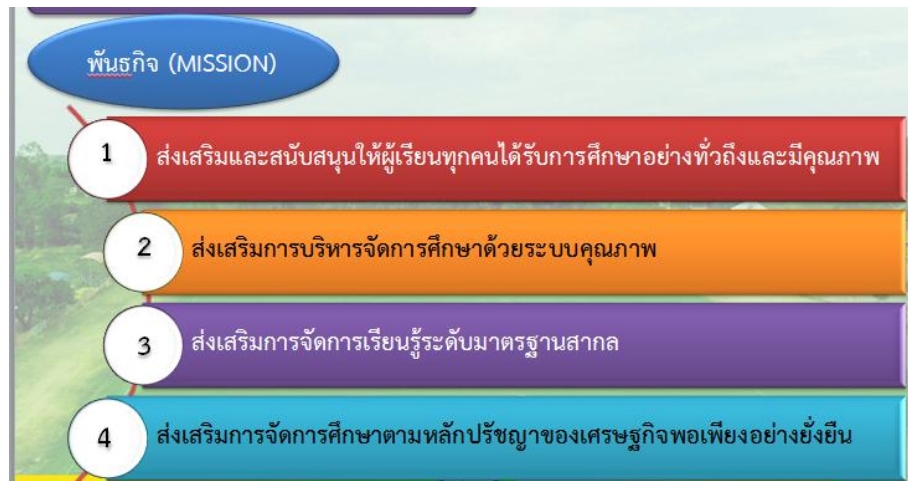 พันธกิจ (MISSION)
1 ส่งเสริมและสนับสนุนให้ผู้เรียนทุกคนได้รับการศึกษาอย่างทั่วถึงและมีคุณภาพ
2 ส่งเสริมการบริหารจัดการศึกษาด้วยระบบคุณภาพ
3 ส่งเสริมการจัดการเรียนรู้ระดับมาตรฐานสากล
4 ส่งเสริมการจัดการศึกษาตามหลักปรัชญาของเศรษฐกิจพอเพียงอย่างยั่งยืน